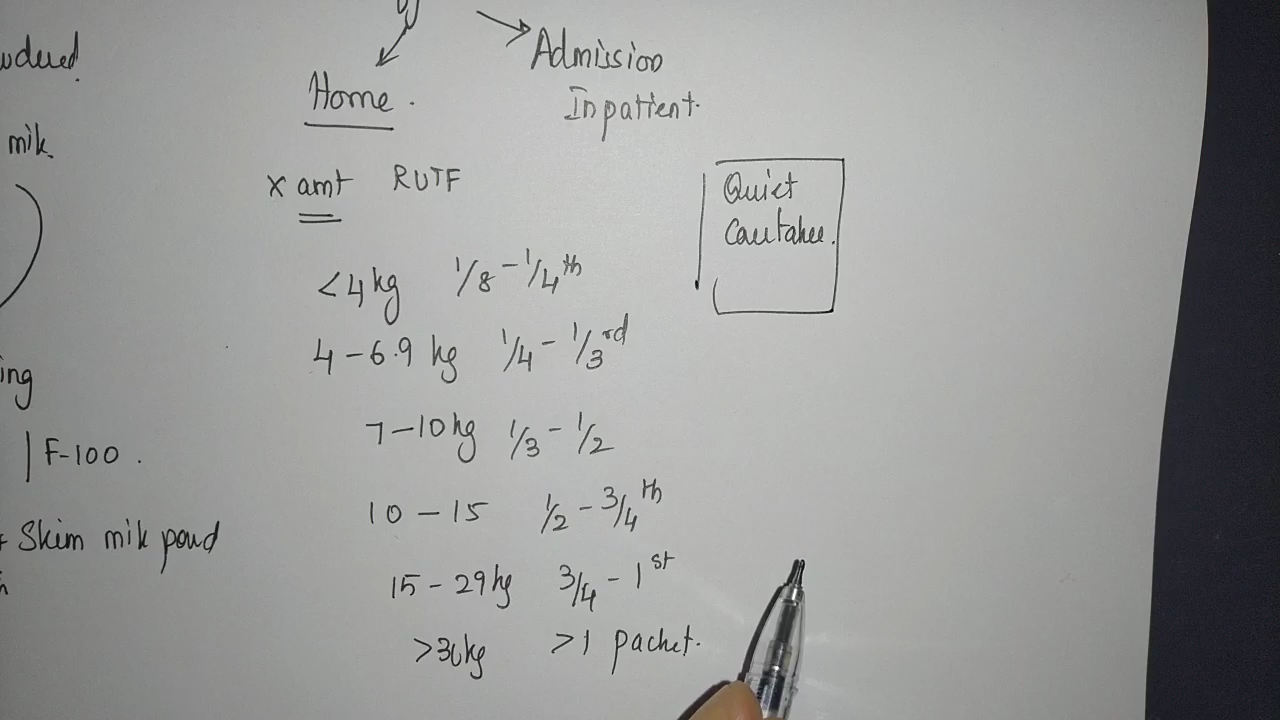 Admission
Inpatient.
Home.
x amt RUTF
<4kg 1/8 - 1/4th
4-6.9 kg 1/4 - 1/3rd
7-10kg 1/3 - 1/2
10-15 1/2 - 3/4th
15-29kg 3/4 - 1st
>30kg >1 packet.
Quiet
mik.
ing
F-100.
+ Skim mik powd